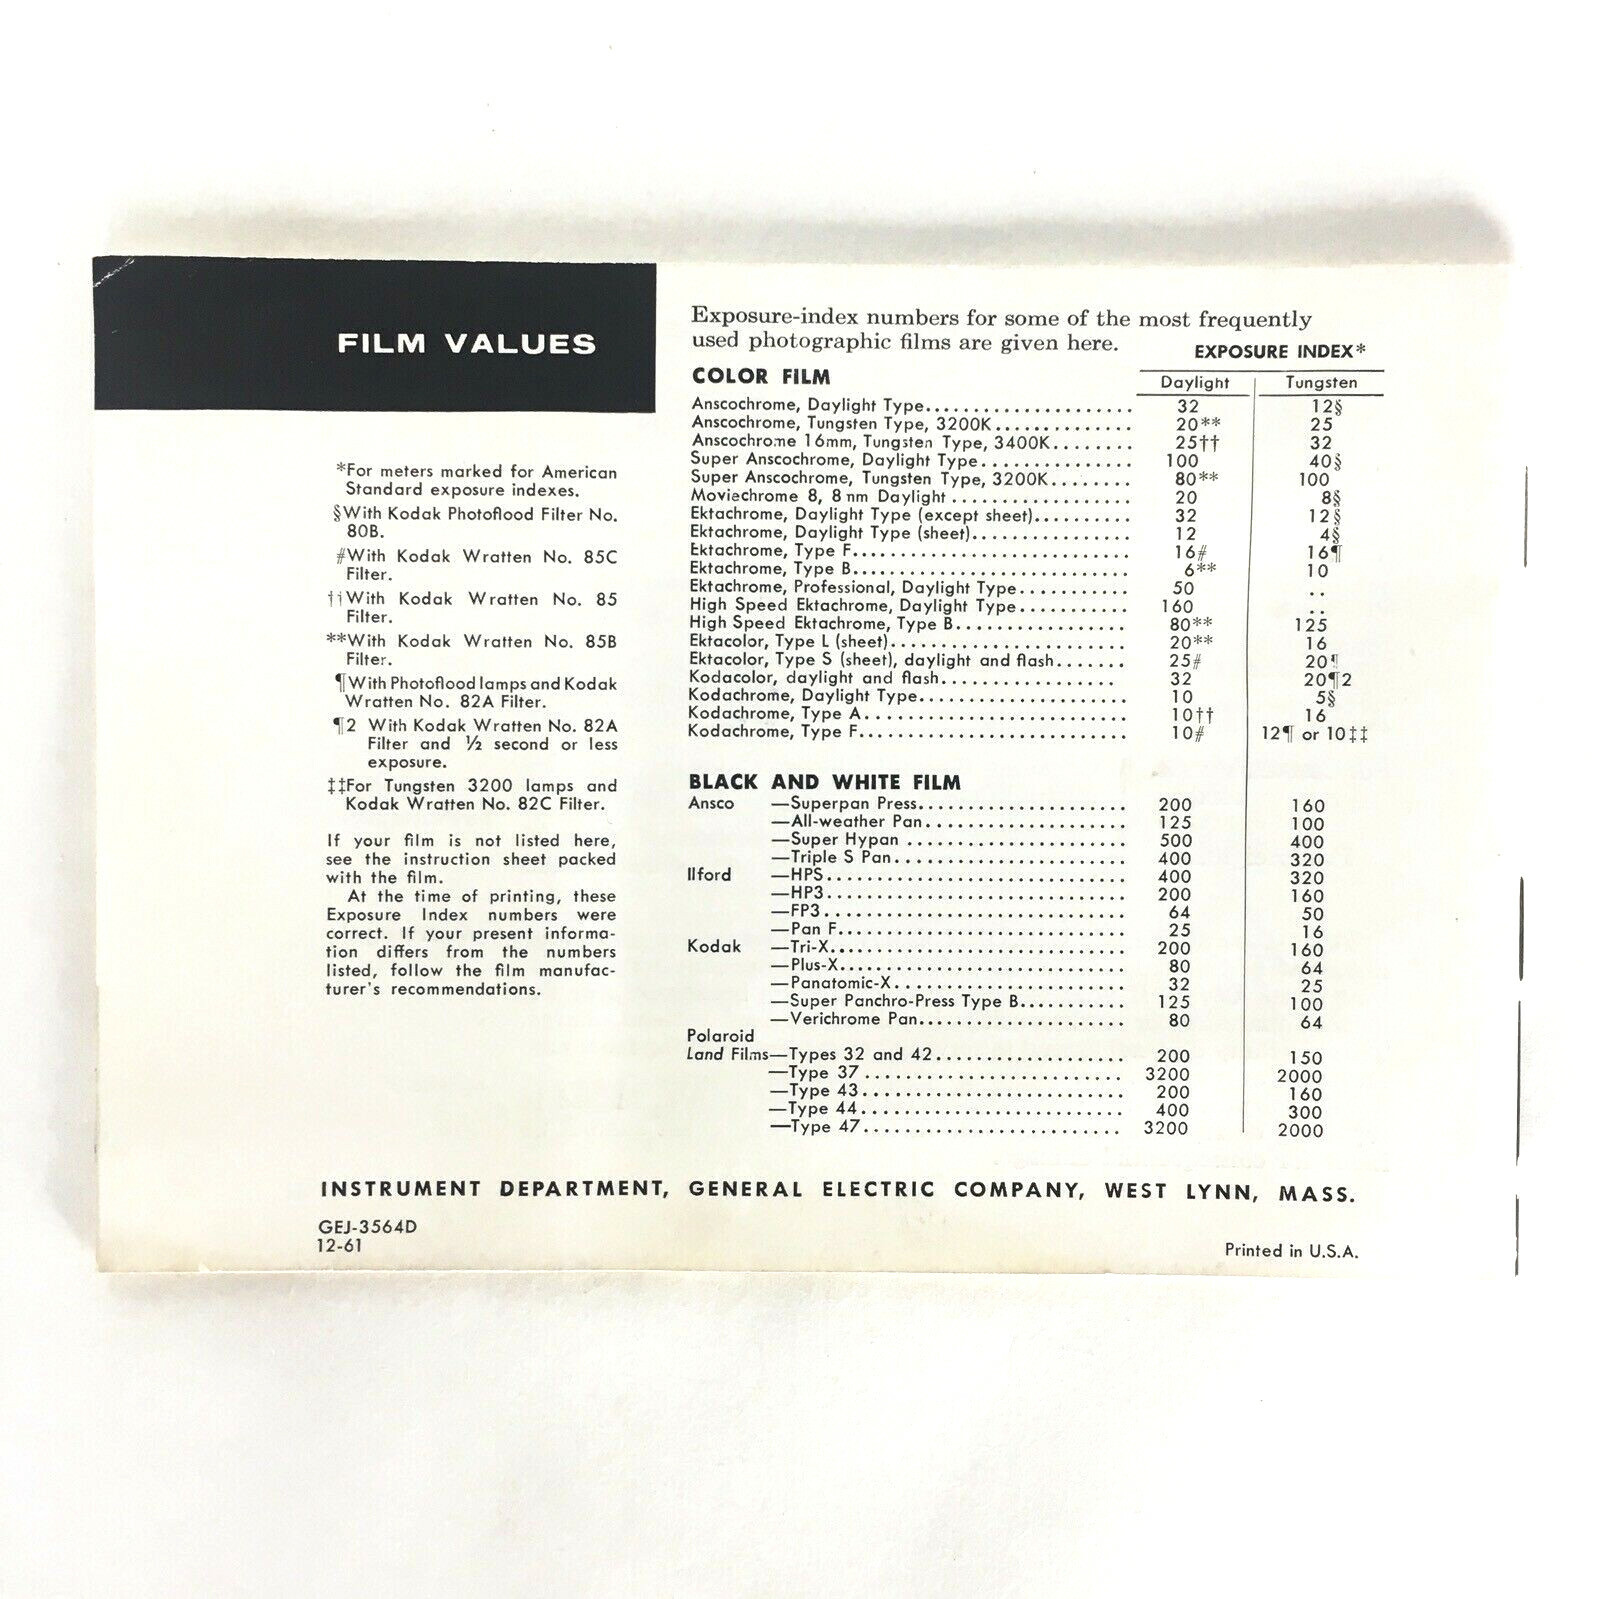 FILM VALUES
*For meters marked for American
Standard exposure indexes.
§With Kodak Photoflood Filter No.
80B.
#With Kodak Wratten No. 85C
Filter.
††With Kodak Wratten No. 85
Filter.
**With Kodak Wratten No. 85B
Filter.
¶With Photoflood lamps and Kodak
Wratten No. 82A Filter.
¶2 With Kodak Wratten No. 82A
Filter and ½ second or less
exposure.
‡‡For Tungsten 3200 lamps and
Kodak Wratten No. 82C Filter.
If your film is not listed here,
see the instruction sheet packed
with the film.
At the time of printing, these
Exposure Index numbers were
correct. If your present informa-
tion differs from the numbers
listed, follow the film manufac-
turer's recommendations.
Exposure-index numbers for some of the most frequently
used photographic films are given here.
EXPOSURE INDEX*
COLOR FILM Daylight Tungsten
Anscochrome, Daylight Type...................... 32 12§
Anscochrome, Tungsten Type, 3200K.............. 20** 25
Anscochrome 16mm, Tungsten Type, 3400K........ 25†† 32
Super Anscochrome, Daylight Type................ 100 40§
Super Anscochrome, Tungsten Type, 3200K........ 80** 100
Moviechrome 8, 8mm Daylight ................... 20 8§
Ektachrome, Daylight Type (except sheet).......... 32 12§
Ektachrome, Daylight Type (sheet)................. 12 4§
Ektachrome, Type F............................. 16# 16¶
Ektachrome, Type B............................. 6** 10
Ektachrome, Professional, Daylight Type............ 50 ..
High Speed Ektachrome, Daylight Type............ 160 ..
High Speed Ektachrome, Type B.................. 80** 125
Ektacolor, Type L (sheet)......................... 20** 16
Ektacolor, Type S (sheet), daylight and flash....... 25# 20¶
Kodacolor, daylight and flash.................. 32 20¶2
Kodachrome, Daylight Type...................... 10 5§
Kodachrome, Type A............................ 10†† 16
Kodachrome, Type F............................ 10# 12¶ or 10‡‡
BLACK AND WHITE FILM
Ansco —Superpan Press...................... 200 160
—All-weather Pan..................... 125 100
—Super Hypan ....................... 500 400
—Triple S Pan......................... 400 320
Ilford —HPS................................ 400 320
—HP3................................ 200 160
—FP3................................ 64 50
—Pan F.............................. 25 16
Kodak —Tri-X............................... 200 160
—Plus-X.............................. 80 64
—Panatomic-X......................... 32 25
—Super Panchro-Press Type B........... 125 100
—Verichrome Pan...................... 80 64
Polaroid
Land Films—Types 32 and 42.................... 200 150
—Type 37 ........................... 3200 2000
—Type 43............................ 200 160
—Type 44............................ 400 300
—Type 47........................... 3200 2000
INSTRUMENT DEPARTMENT, GENERAL ELECTRIC COMPANY, WEST LYNN, MASS.
GEJ-3564D
12-61
Printed in U.S.A.